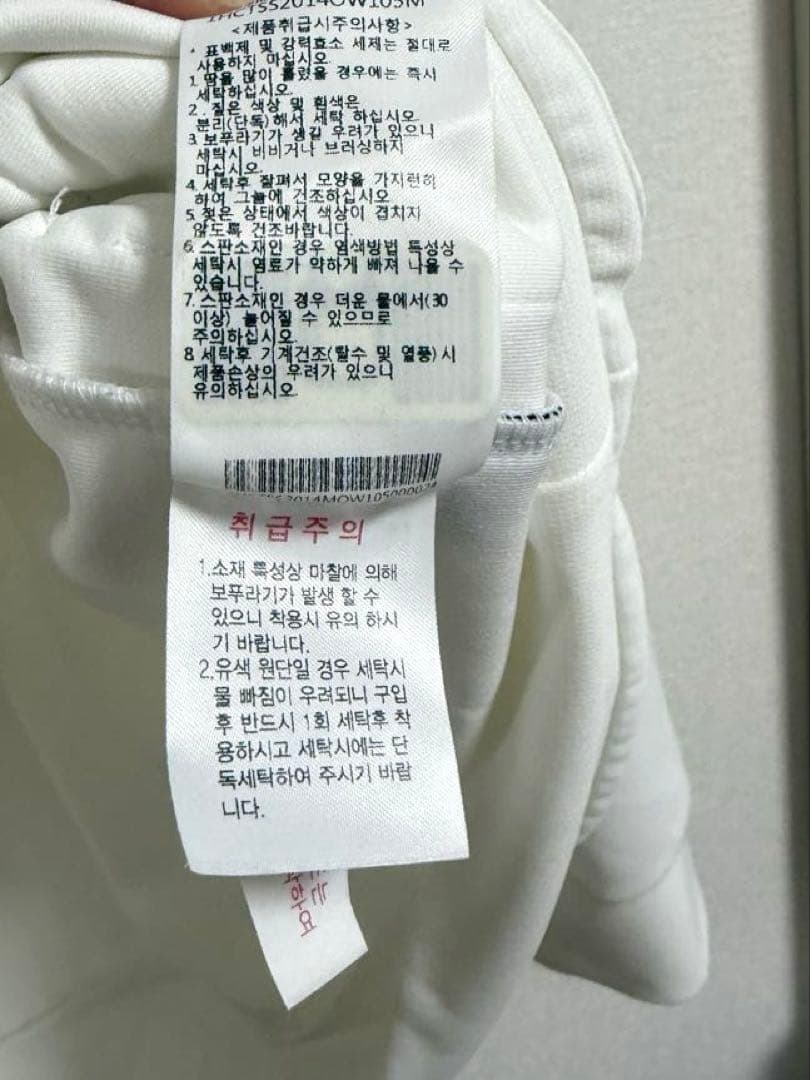 1HCTSS2014OW105M
<제품취급시주의사항>
* 표백제 및 강력효소 세제는 절대로
사용하지 마십시오.
1. 땀을 많이 흘렸을 경우에는 즉시
세탁하십시오.
2. 짙은 색상 및 흰색은
분리(단독)해서 세탁 하십시오.
3. 보푸라기가 생길 우려가 있으니
세탁시 비비거나 브러싱하지
마십시오.
4. 세탁후 잘펴서 모양을 가지런히
하여 그늘에 건조하십시오
5. 젖은 상태에서 색상이 겹치지
않도록 건조바랍니다.
6. 스판소재인 경우 염색방법 특성상
세탁시 염료가 약하게 빠져 나올 수
있습니다.
7. 스판소재인 경우 더운 물에서(30
이상) 늘어질 수 있으므로
주의하십시오.
8. 세탁후 기계건조(탈수 및 열풍)시
제품손상의 우려가 있으니
유의하십시오.
SS2014MOW105000024
취급주의
1.소재 특성상 마찰에 의해
보푸라기가 발생 할 수
있으니 착용시 유의 하시
기 바랍니다.
2.유색 원단일 경우 세탁시
물 빠짐이 우려되니 구입
후 반드시 1회 세탁후 착
용하시고 세탁시에는 단
독세탁하여 주시기 바랍
니다.